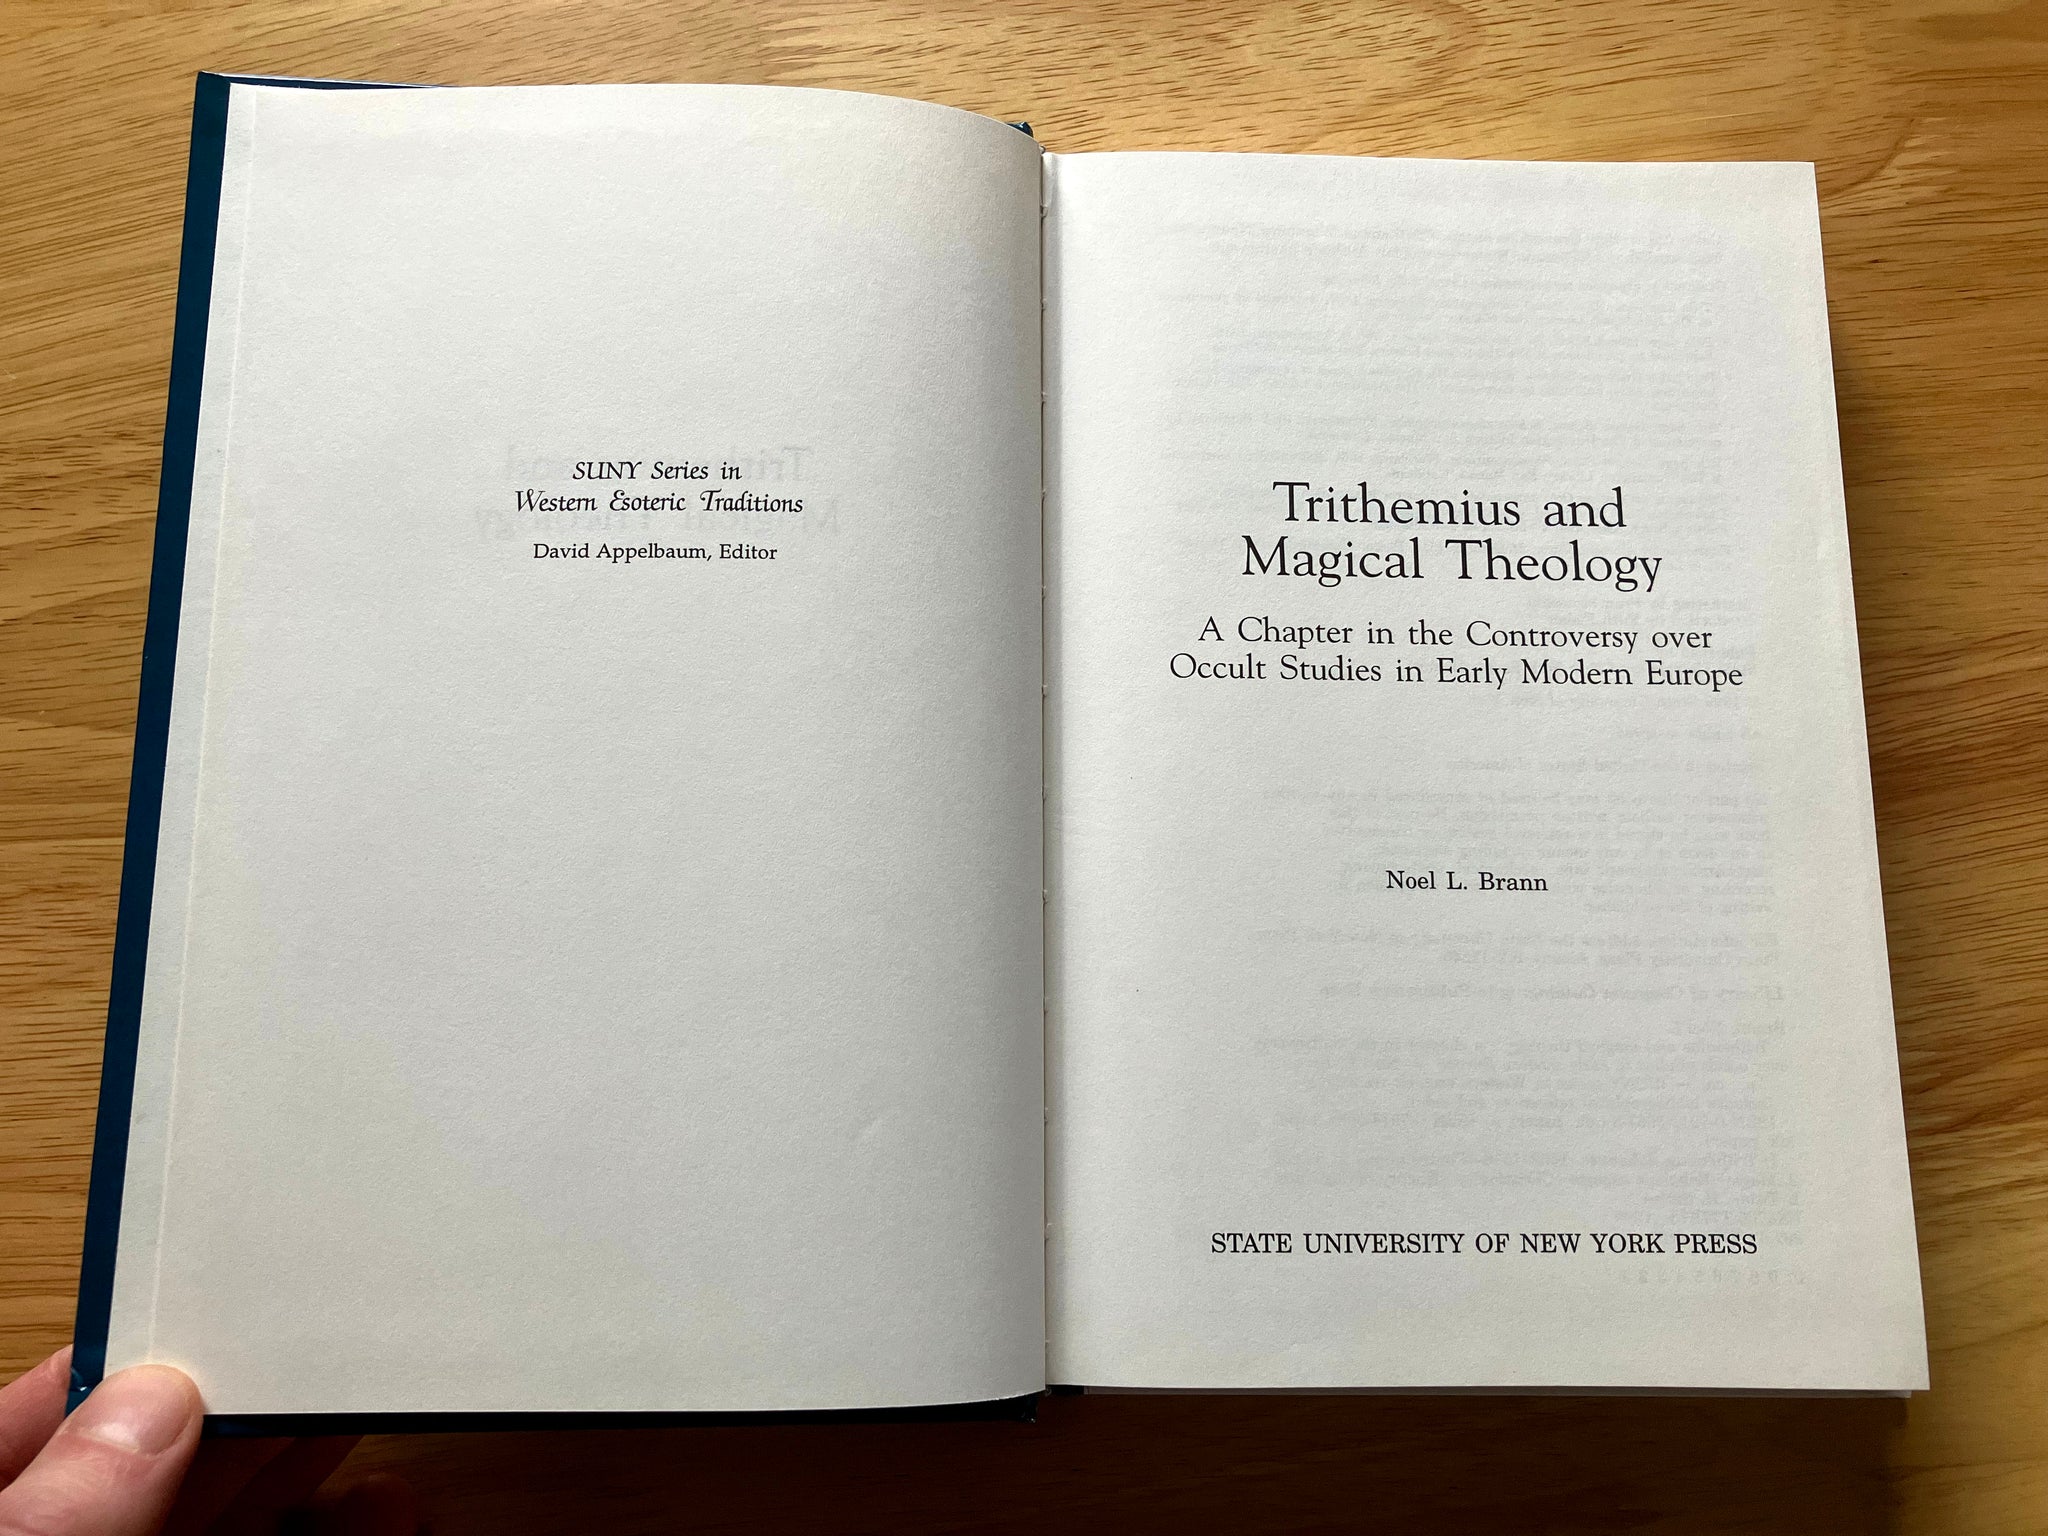 SUNY Series in
Western Esoteric Traditions
David Appelbaum, Editor
Trithemius and
Magical Theology
A Chapter in the Controversy over
Occult Studies in Early Modern Europe
Noel L. Brann
STATE UNIVERSITY OF NEW YORK PRESS